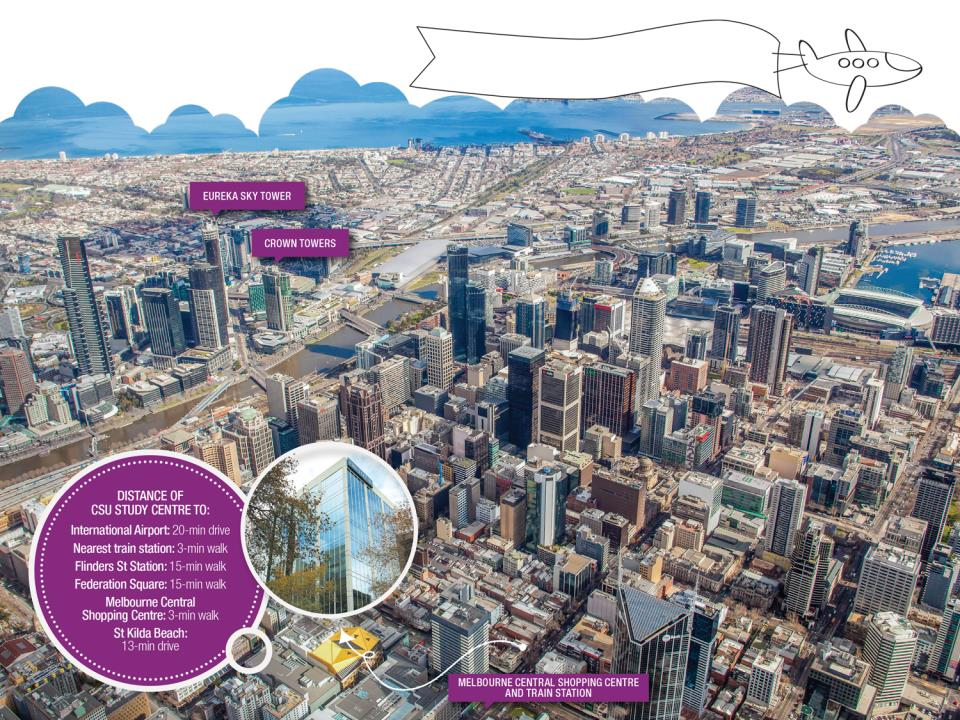 EUREKA SKY TOWER
CROWN TOWERS
DISTANCE OF
CSU STUDY CENTRE TO:
International Airport: 20-min drive
Nearest train station: 3-min walk
Flinders St Station: 15-min walk
Federation Square: 15-min walk
Melbourne Central
Shopping Centre: 3-min walk
St Kilda Beach:
13-min drive
MELBOURNE CENTRAL SHOPPING CENTRE
AND TRAIN STATION